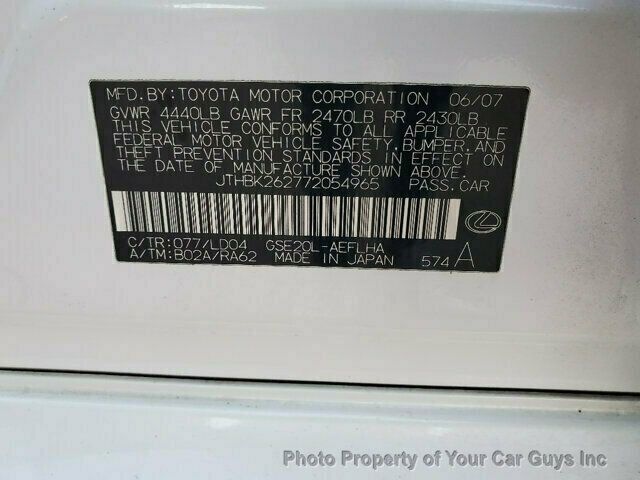 MFD. BY: TOYOTA MOTOR CORPORATION 06/07
GVWR 4440LB GAWR FR 2470LB RR 2430LB
THIS VEHICLE CONFORMS TO ALL APPLICABLE
FEDERAL MOTOR VEHICLE SAFETY, BUMPER, AND
THEFT PREVENTION STANDARDS IN EFFECT ON
THE DATE OF MANUFACTURE SHOWN ABOVE.
JTHBK262772054965 PASS. CAR
C/TR: 077/LD04 GSE20L-AEFLHA
A/TM: B02A/RA62 MADE IN JAPAN 574 A
Photo Property of Your Car Guys Inc